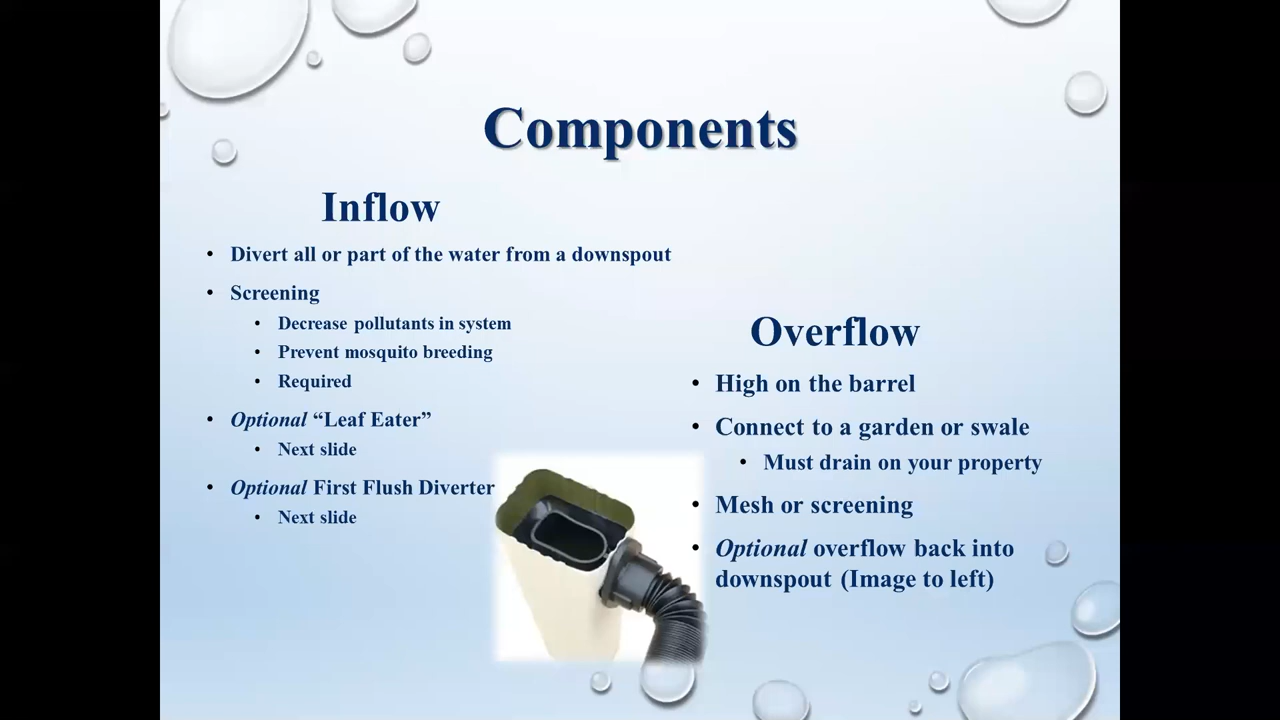 Components
Inflow
• Divert all or part of the water from a downspout
• Screening
• Decrease pollutants in system
• Prevent mosquito breeding
• Required
• Optional “Leaf Eater”
• Next slide
• Optional First Flush Diverter
• Next slide
Overflow
• High on the barrel
• Connect to a garden or swale
• Must drain on your property
• Mesh or screening
• Optional overflow back into
downspout (Image to left)